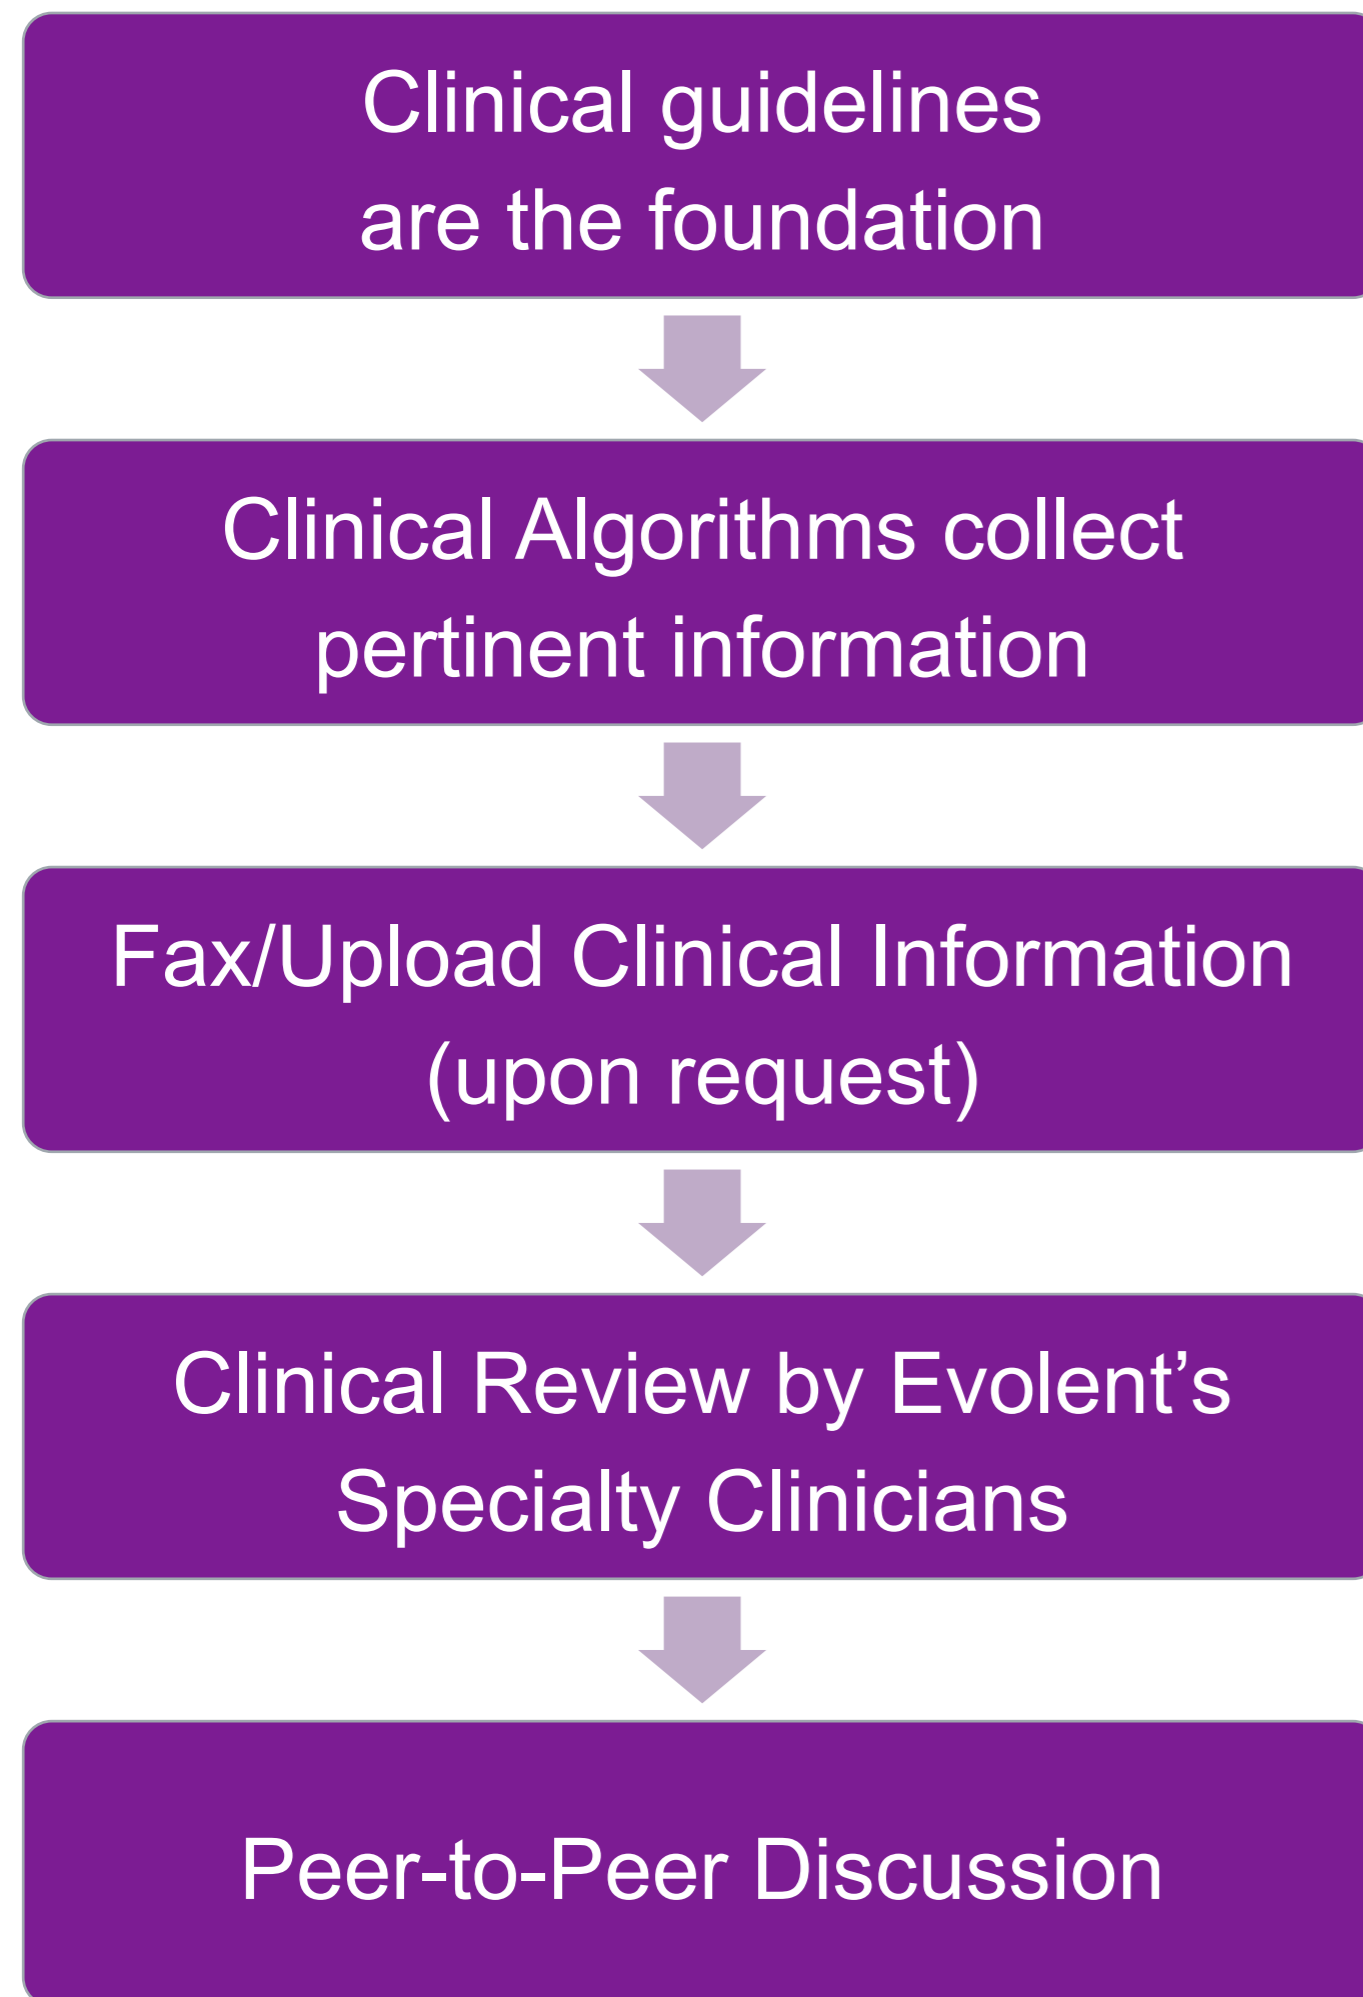 Clinical guidelines
are the foundation
Clinical Algorithms collect
pertinent information
Fax/Upload Clinical Information
(upon request)
Clinical Review by Evolent’s
Specialty Clinicians
Peer-to-Peer Discussion